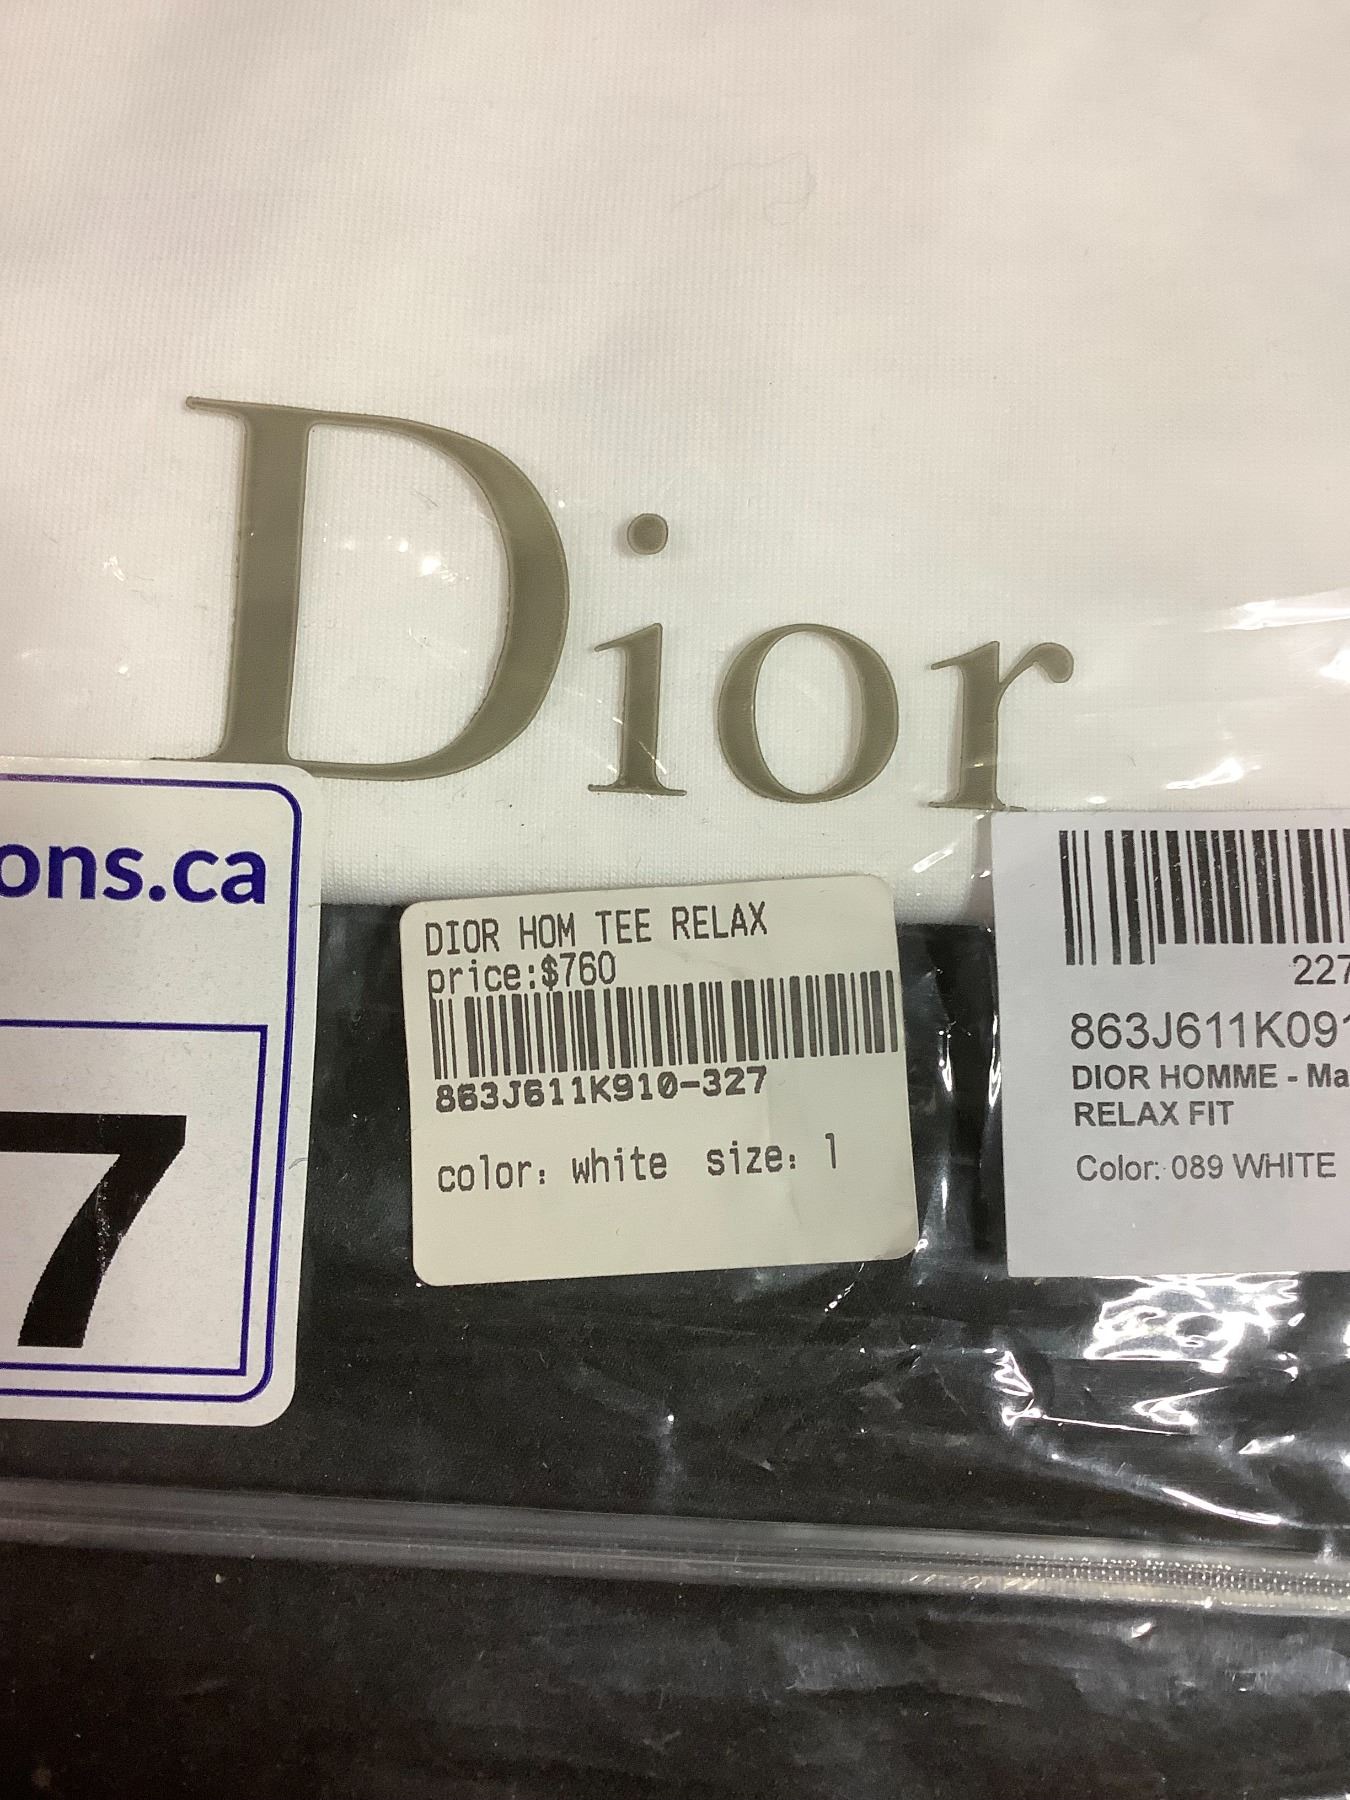 Dior
ons.ca
7
DIOR HOM TEE RELAX
price:$760
863J611K910-327
color: white size: 1
227
863J611K091
DIOR HOMME - Ma
RELAX FIT
Color: 089 WHITE